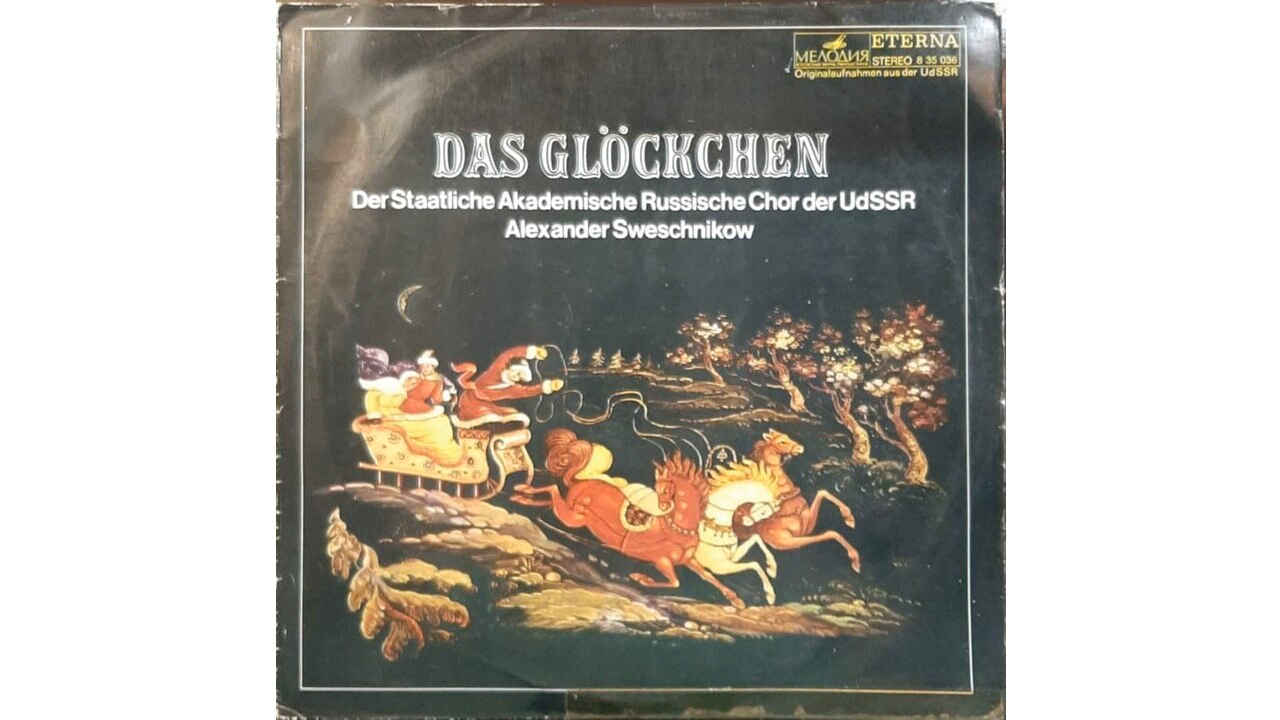 МЕЛОДИЯ
ETERNA
STEREO 8 35 036
Originalaufnahmen aus der UdSSR
DAS GLÖCKCHEN
Der Staatliche Akademische Russische Chor der UdSSR
Alexander Sweschnikow